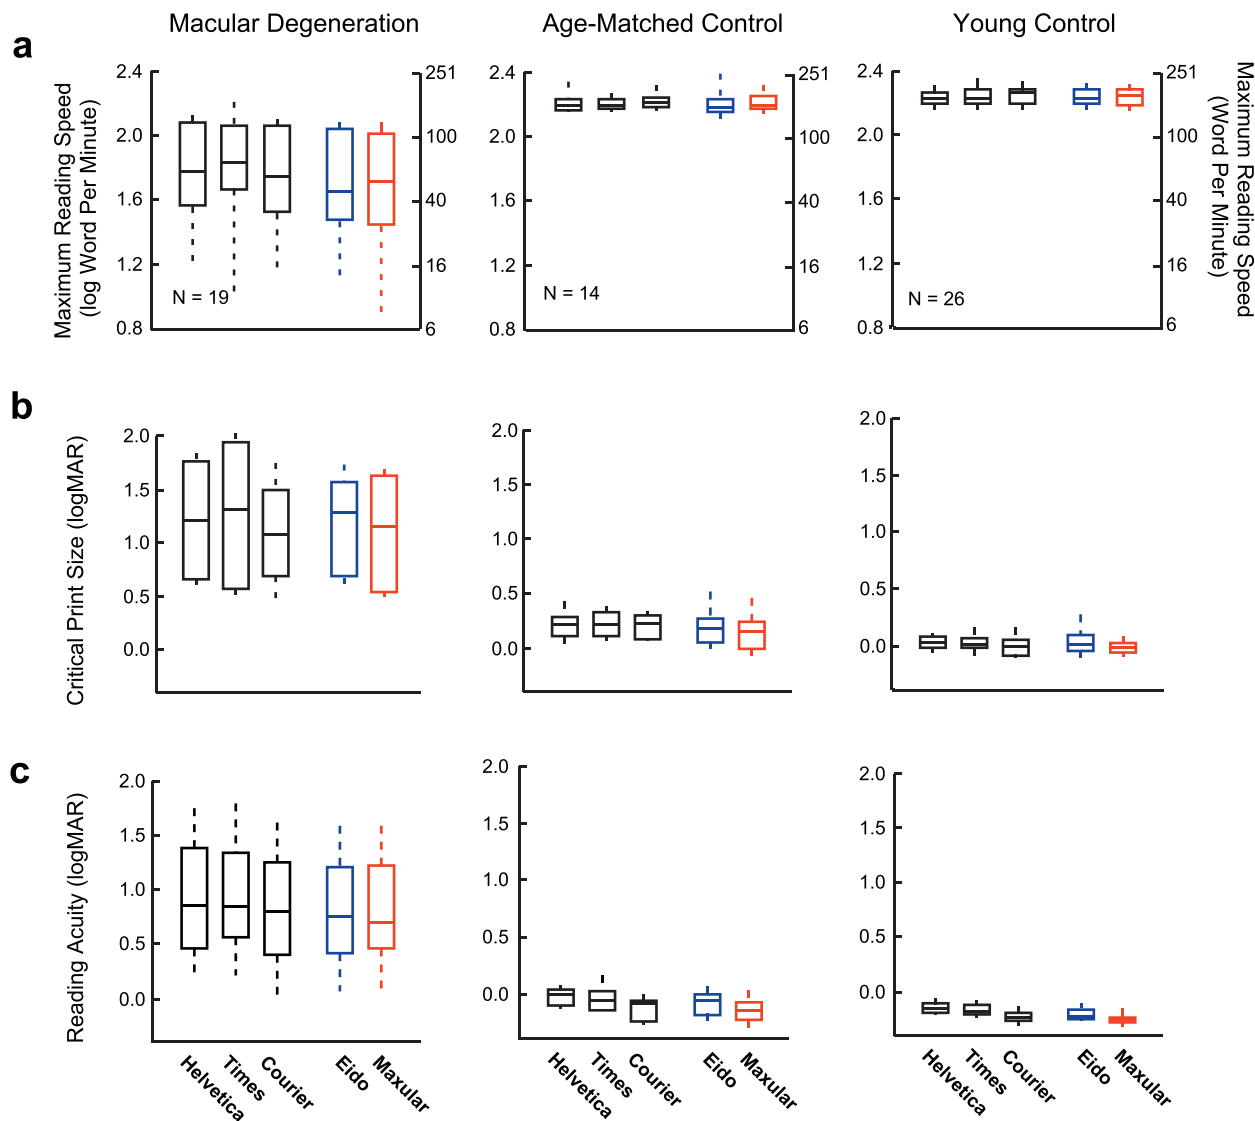 Macular Degeneration
Age-Matched Control
Young Control
a
Maximum Reading Speed
(log Word Per Minute)
2.4
2.0
1.6
1.2
0.8
N = 19
251
100
40
16
6
2.4
2.0
1.6
1.2
0.8
N = 14
251
100
40
16
6
2.4
2.0
1.6
1.2
0.8
N = 26
251
100
40
16
6
Maximum Reading Speed
(Word Per Minute)
b
Critical Print Size (logMAR)
2.0
1.5
1.0
0.5
0.0
2.0
1.5
1.0
0.5
0.0
2.0
1.5
1.0
0.5
0.0
c
Reading Acuity (logMAR)
2.0
1.5
1.0
0.5
0.0
2.0
1.5
1.0
0.5
0.0
2.0
1.5
1.0
0.5
0.0
Helvetica
Times
Courier
Eido
Maxular
Helvetica
Times
Courier
Eido
Maxular
Helvetica
Times
Courier
Eido
Maxular